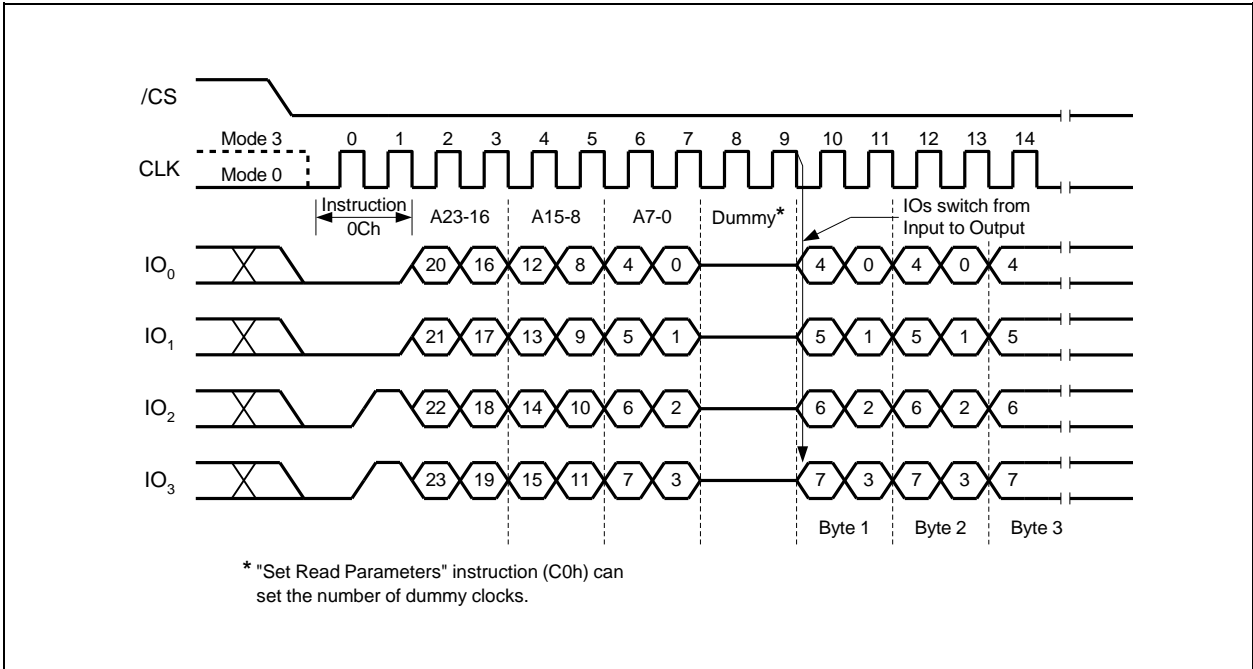 /CS
Mode 3 0 1 2 3 4 5 6 7 8 9 10 11 12 13 14
CLK
Mode 0
Instruction
0Ch
A23-16 A15-8 A7-0 Dummy*
IOs switch from
Input to Output
IO0 20 16 12 8 4 0 4 0 4 0 4
IO1 21 17 13 9 5 1 5 1 5 1 5
IO2 22 18 14 10 6 2 6 2 6 2 6
IO3 23 19 15 11 7 3 7 3 7 3 7
Byte 1 Byte 2 Byte 3
* "Set Read Parameters" instruction (C0h) can
set the number of dummy clocks.